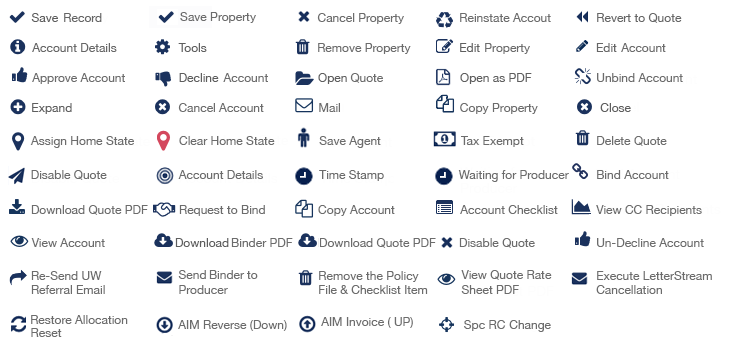 Save Record
Save Property
Cancel Property
Reinstate Accout
Revert to Quote
Account Details
Tools
Remove Property
Edit Property
Edit Account
Approve Account
Decline Account
Open Quote
Open as PDF
Unbind Account
Expand
Cancel Account
Mail
Copy Property
Close
Assign Home State
Clear Home State
Save Agent
Tax Exempt
Delete Quote
Disable Quote
Account Details
Time Stamp
Waiting for Producer
Bind Account
Download Quote PDF
Request to Bind
Copy Account
Account Checklist
View CC Recipients
View Account
Download Binder PDF
Download Quote PDF
Disable Quote
Un-Decline Account
Re-Send UW
Referral Email
Send Binder to
Producer
Remove the Policy
File & Checklist Item
View Quote Rate
Sheet PDF
Execute LetterStream
Cancellation
Restore Allocation
Reset
AIM Reverse (Down)
AIM Invoice ( UP)
Spc RC Change